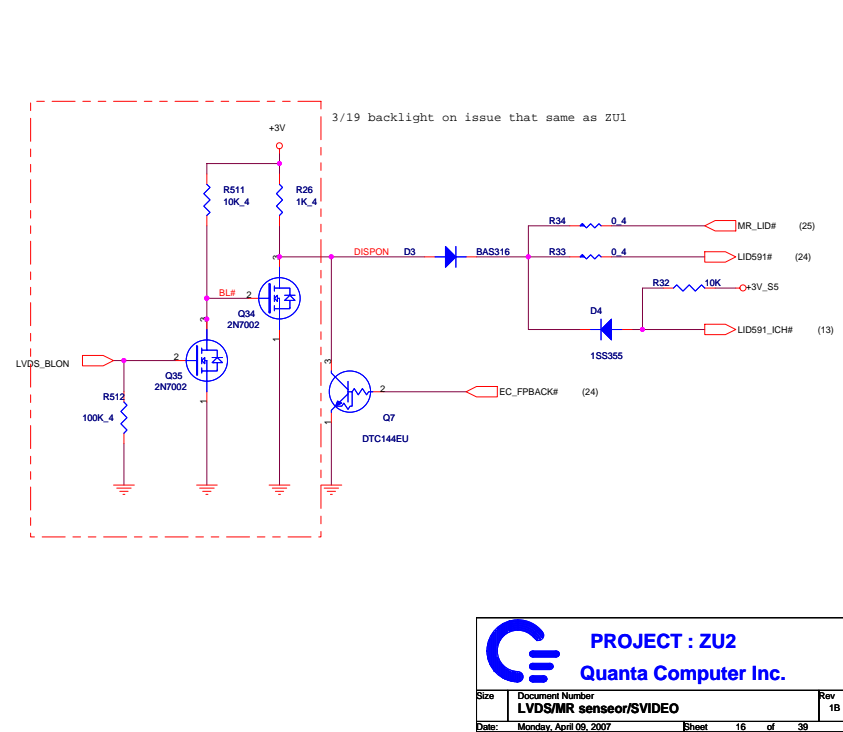 3/19 backlight on issue that same as ZU1
+3V
R511
10K_4
R26
1K_4
R34
0_4
MR_LID#
(25)
3
DISPON
D3
BAS316
R33
0_4
LID591#
(24)
R32
10K
+3V_S5
BL#
2
Q34
2N7002
3
D4
LID591_ICH#
(13)
1
1SS355
LVDS_BLON
2
Q35
2N7002
3
R512
100K_4
1
2
EC_FPBACK#
(24)
1
Q7
DTC144EU
PROJECT : ZU2
Quanta Computer Inc.
Size
Document Number
Rev
LVDS/MR senseor/SVIDEO
1B
Date:
Monday, April 09, 2007
Sheet
16
of
39